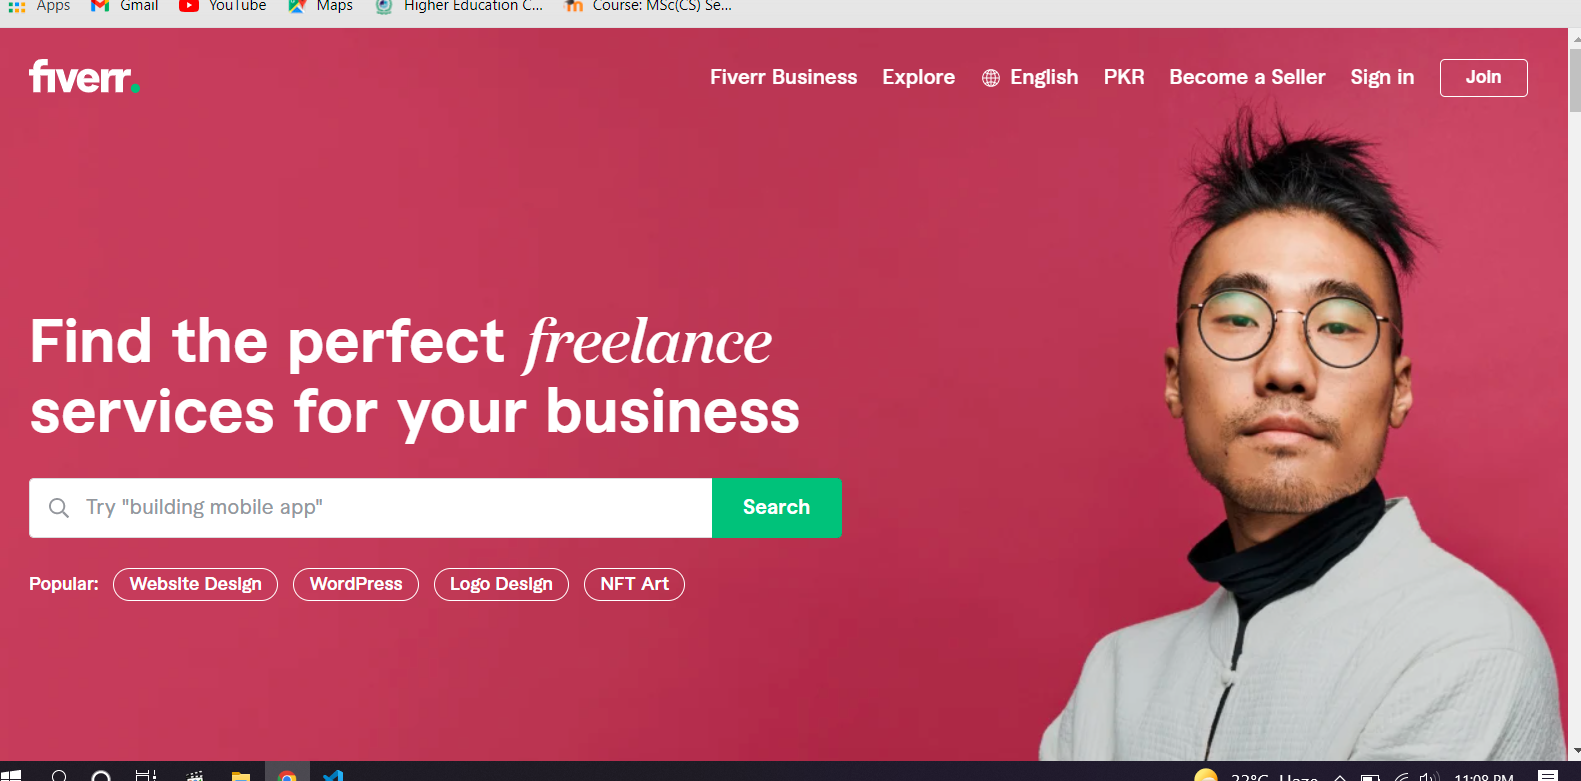 Apps Gmail YouTube Maps Higher Education C... Course: MSc(CS) Se...
fiverr.
Fiverr Business Explore English PKR Become a Seller Sign in Join
Find the perfect freelance
services for your business
Try "building mobile app" Search
Popular: Website Design WordPress Logo Design NFT Art
22°C Haze 11:08 PM